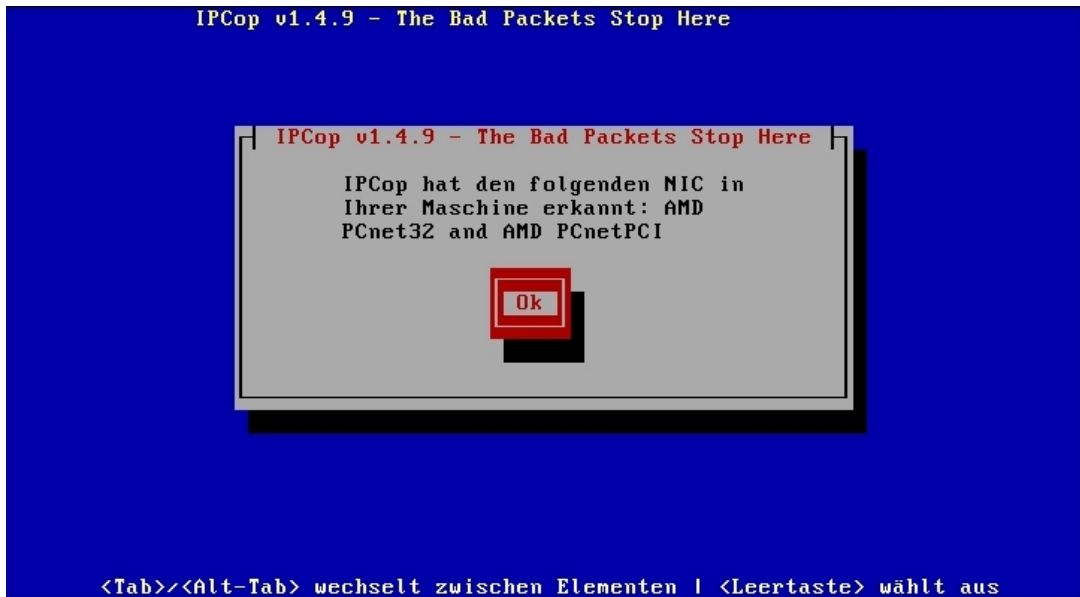 IPCop v1.4.9 - The Bad Packets Stop Here
IPCop v1.4.9 - The Bad Packets Stop Here
IPCop hat den folgenden NIC in
Ihrer Maschine erkannt: AMD
PCnet32 and AMD PCnetPCI
Ok
<Tab>/<Alt-Tab> wechselt zwischen Elementen | <Leertaste> wählt aus